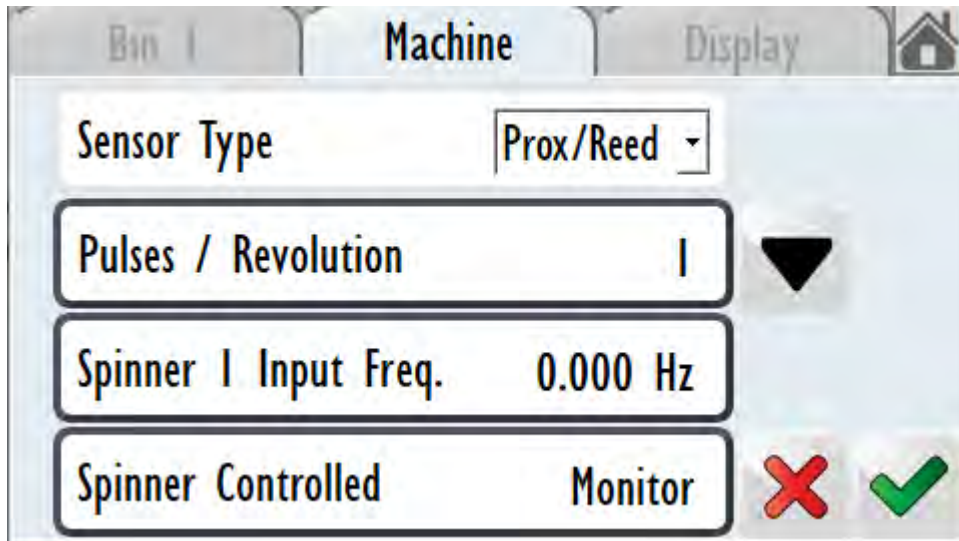 Bin 1 Machine Display
Sensor Type Prox/Reed
Pulses / Revolution 1
Spinner 1 Input Freq. 0.000 Hz
Spinner Controlled Monitor